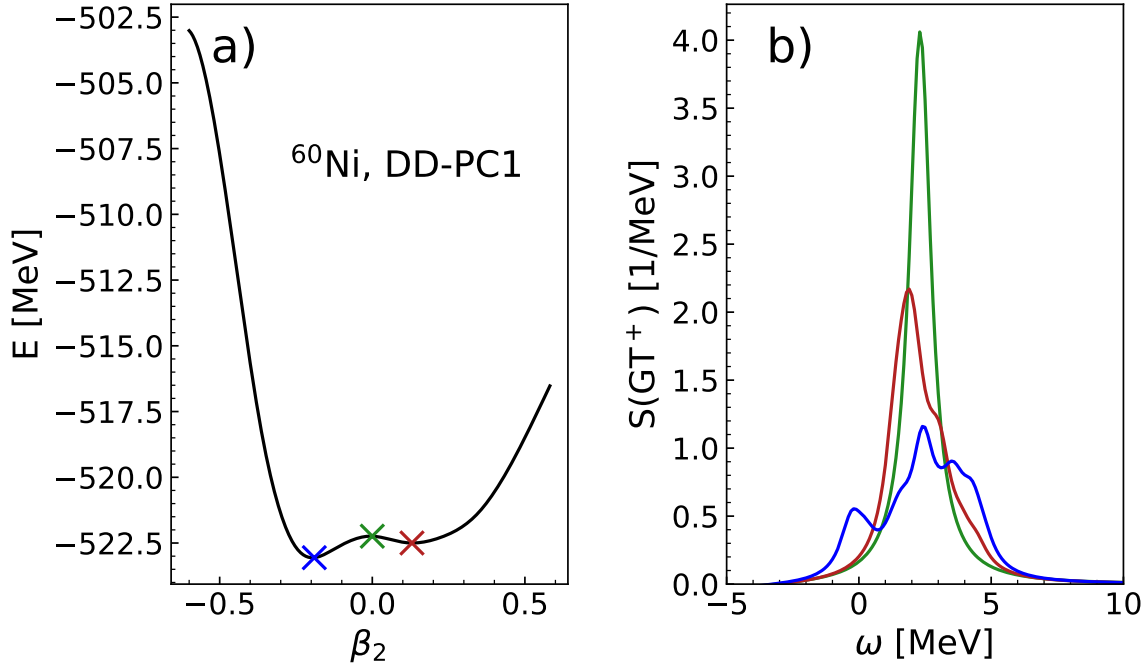 a)
⁶⁰Ni, DD-PC1
E [MeV]
−502.5
−505.0
−507.5
−510.0
−512.5
−515.0
−517.5
−520.0
−522.5
−0.5 0.0 0.5
β₂
b)
S(GT⁺) [1/MeV]
4.0
3.5
3.0
2.5
2.0
1.5
1.0
0.5
0.0
−5 0 5 10
ω [MeV]